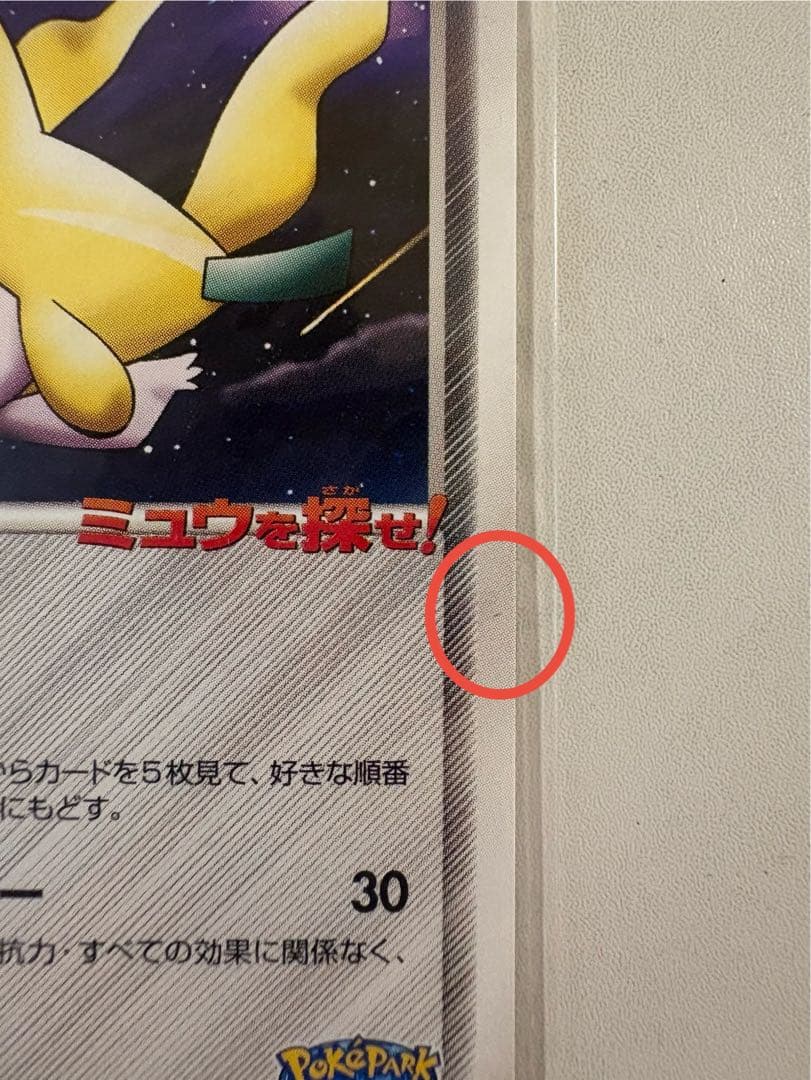 さが
ミュウを探せ!
らカードを5枚見て、好きな順番
にもどす。
30
抗力・すべての効果に関係なく、
POKéPARK